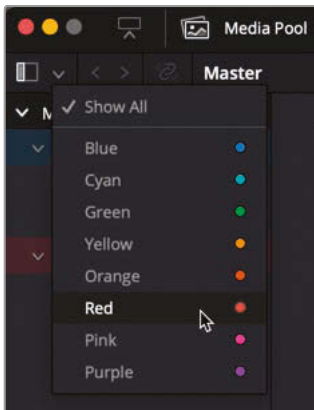 Media Pool
Master
M
Show All
Blue
Cyan
Green
Yellow
Orange
Red
Pink
Purple